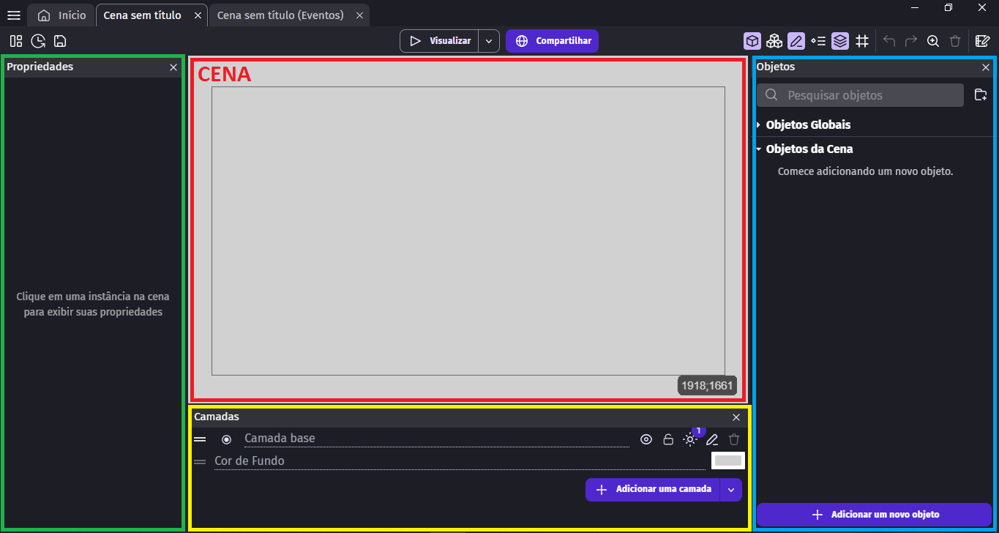 Início
Cena sem título
Cena sem título (Eventos)
Visualizar
Compartilhar
Propriedades
Clique em uma instância na cena
para exibir suas propriedades
CENA
1918;1661
Camadas
Camada base
1
Cor de Fundo
Adicionar uma camada
Objetos
Pesquisar objetos
Objetos Globais
Objetos da Cena
Comece adicionando um novo objeto.
Adicionar um novo objeto